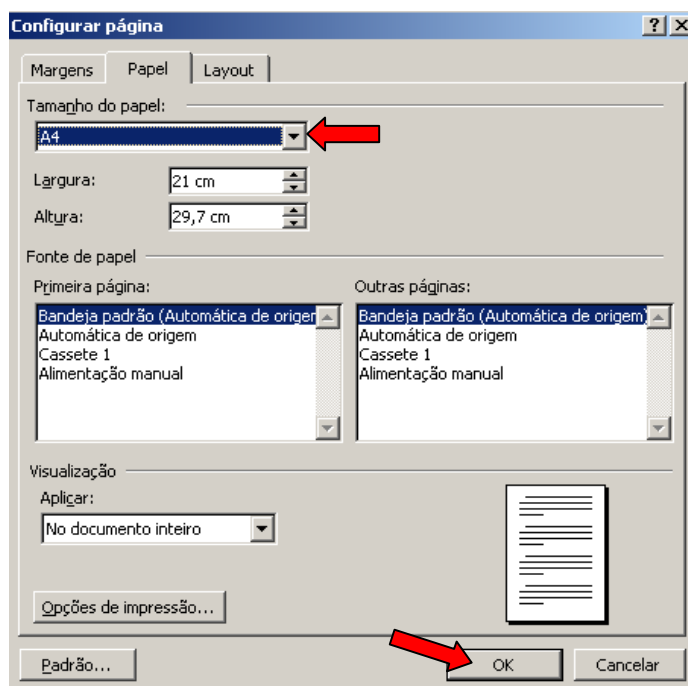 Configurar página
Margens Papel Layout
Tamanho do papel:
A4
Largura: 21 cm
Altura: 29,7 cm
Fonte de papel
Primeira página: Outras páginas:
Bandeja padrão (Automática de origem Bandeja padrão (Automática de origem)
Automática de origem Automática de origem
Cassete 1 Cassete 1
Alimentação manual Alimentação manual
Visualização
Aplicar:
No documento inteiro
Opções de impressão...
Padrão... OK Cancelar